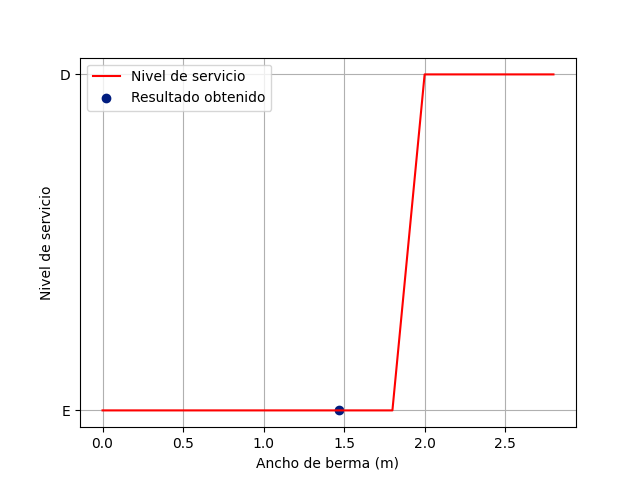 D
Nivel de servicio
Resultado obtenido
Nivel de servicio
E
0.0 0.5 1.0 1.5 2.0 2.5
Ancho de berma (m)